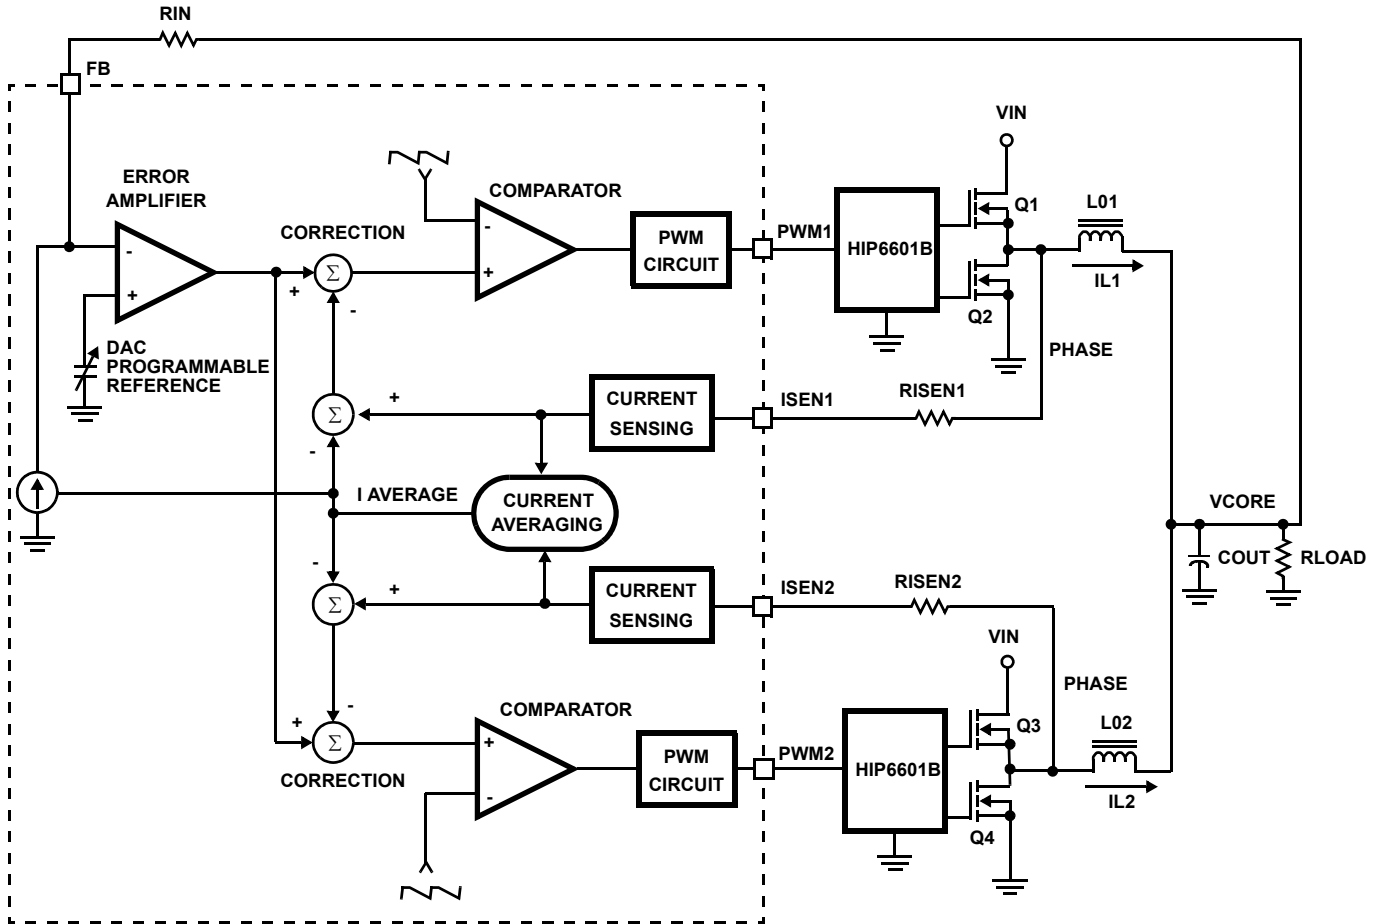 RIN
FB
VIN
ERROR
AMPLIFIER
COMPARATOR
L01
Q1
CORRECTION
PWM
CIRCUIT
PWM1
HIP6601B
-
+
-
+
Σ
+
-
IL1
Q2
DAC
PROGRAMMABLE
REFERENCE
PHASE
CURRENT
SENSING
ISEN1
RISEN1
+
Σ
-
I AVERAGE
CURRENT
AVERAGING
VCORE
COUT
RLOAD
-
+
Σ
CURRENT
SENSING
ISEN2
RISEN2
VIN
PHASE
-
+
Σ
COMPARATOR
Q3
L02
CORRECTION
+
-
PWM
CIRCUIT
PWM2
HIP6601B
IL2
Q4